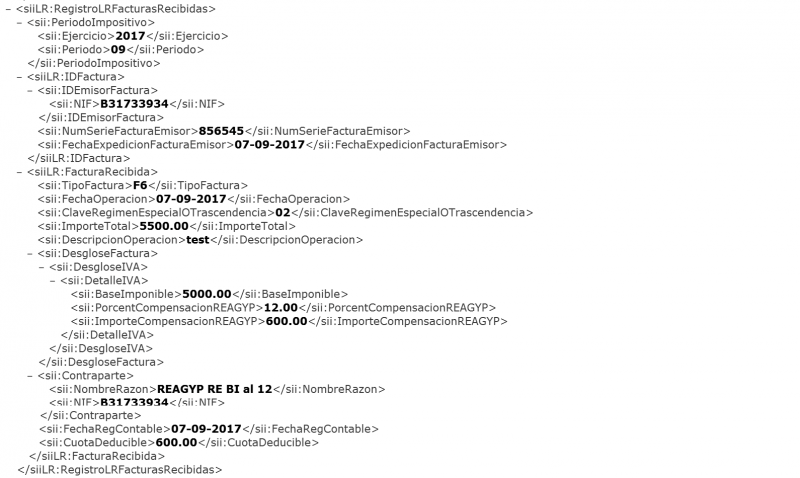 – <siiLR:RegistroLRFacturasRecibidas>
– <sii:PeriodoImpositivo>
<sii:Ejercicio>2017</sii:Ejercicio>
<sii:Periodo>09</sii:Periodo>
</sii:PeriodoImpositivo>
– <siiLR:IDFactura>
– <sii:IDEmisorFactura>
<sii:NIF>B31733934</sii:NIF>
</sii:IDEmisorFactura>
<sii:NumSerieFacturaEmisor>856545</sii:NumSerieFacturaEmisor>
<sii:FechaExpedicionFacturaEmisor>07-09-2017</sii:FechaExpedicionFacturaEmisor>
</siiLR:IDFactura>
– <siiLR:FacturaRecibida>
<sii:TipoFactura>F6</sii:TipoFactura>
<sii:FechaOperacion>07-09-2017</sii:FechaOperacion>
<sii:ClaveRegimenEspecialOTrascendencia>02</sii:ClaveRegimenEspecialOTrascendencia>
<sii:ImporteTotal>5500.00</sii:ImporteTotal>
<sii:DescripcionOperacion>test</sii:DescripcionOperacion>
– <sii:DesgloseFactura>
– <sii:DesgloseIVA>
– <sii:DetalleIVA>
<sii:BaseImponible>5000.00</sii:BaseImponible>
<sii:PorcentCompensacionREAGYP>12.00</sii:PorcentCompensacionREAGYP>
<sii:ImporteCompensacionREAGYP>600.00</sii:ImporteCompensacionREAGYP>
</sii:DetalleIVA>
</sii:DesgloseIVA>
</sii:DesgloseFactura>
– <sii:Contraparte>
<sii:NombreRazon>REAGYP RE BI al 12</sii:NombreRazon>
<sii:NIF>B31733934</sii:NIF>
</sii:Contraparte>
<sii:FechaRegContable>07-09-2017</sii:FechaRegContable>
<sii:CuotaDeducible>600.00</sii:CuotaDeducible>
</siiLR:FacturaRecibida>
</siiLR:RegistroLRFacturasRecibidas>